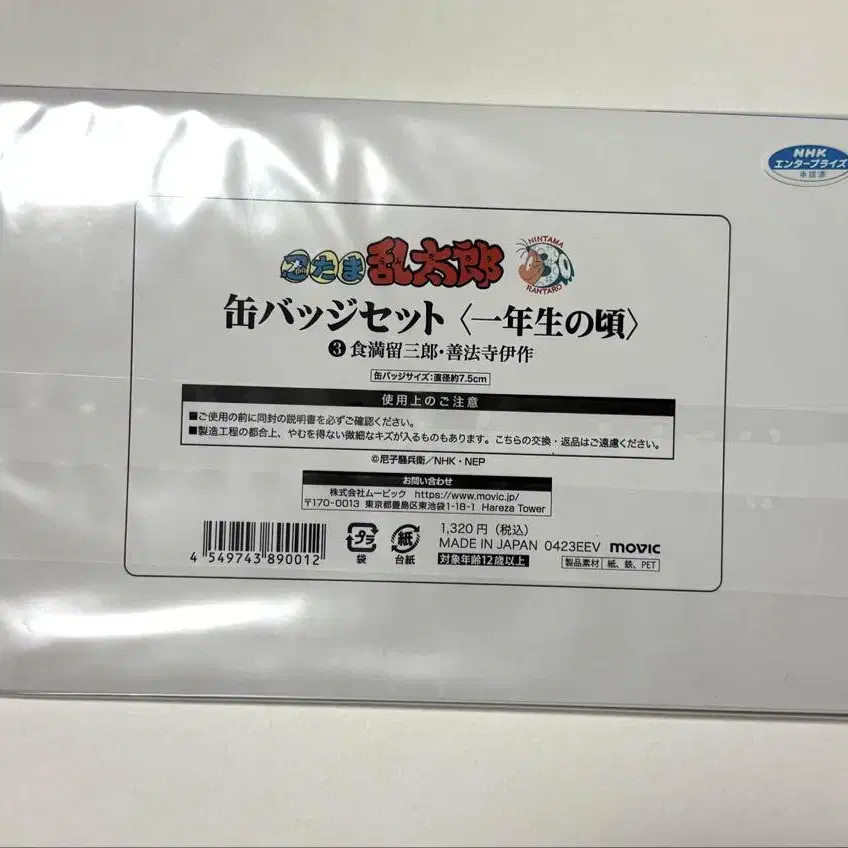 NHK
エンタープライズ
承認済
忍たま乱太郎
NINTAMA
RANTARO
缶バッジセット〈一年生の頃〉
❸食満留三郎・善法寺伊作
缶バッジサイズ：直径約7.5cm
使用上のご注意
■ご使用の前に同封の説明書を必ずご確認ください。
■製造工程の都合上、やむを得ない微細なキズが入るものもあります。こちらの交換・返品はご遠慮ください。
©尼子騒兵衛／NHK・NEP
お問い合わせ
株式会社ムービック https://www.movic.jp/
〒170-0013 東京都豊島区東池袋1-18-1 Hareza Tower
4 549743 890012
プラ
袋
紙
台紙
1,320円（税込）
MADE IN JAPAN 0423EEV movic
対象年齢12歳以上
製品素材 紙、鉄、PET